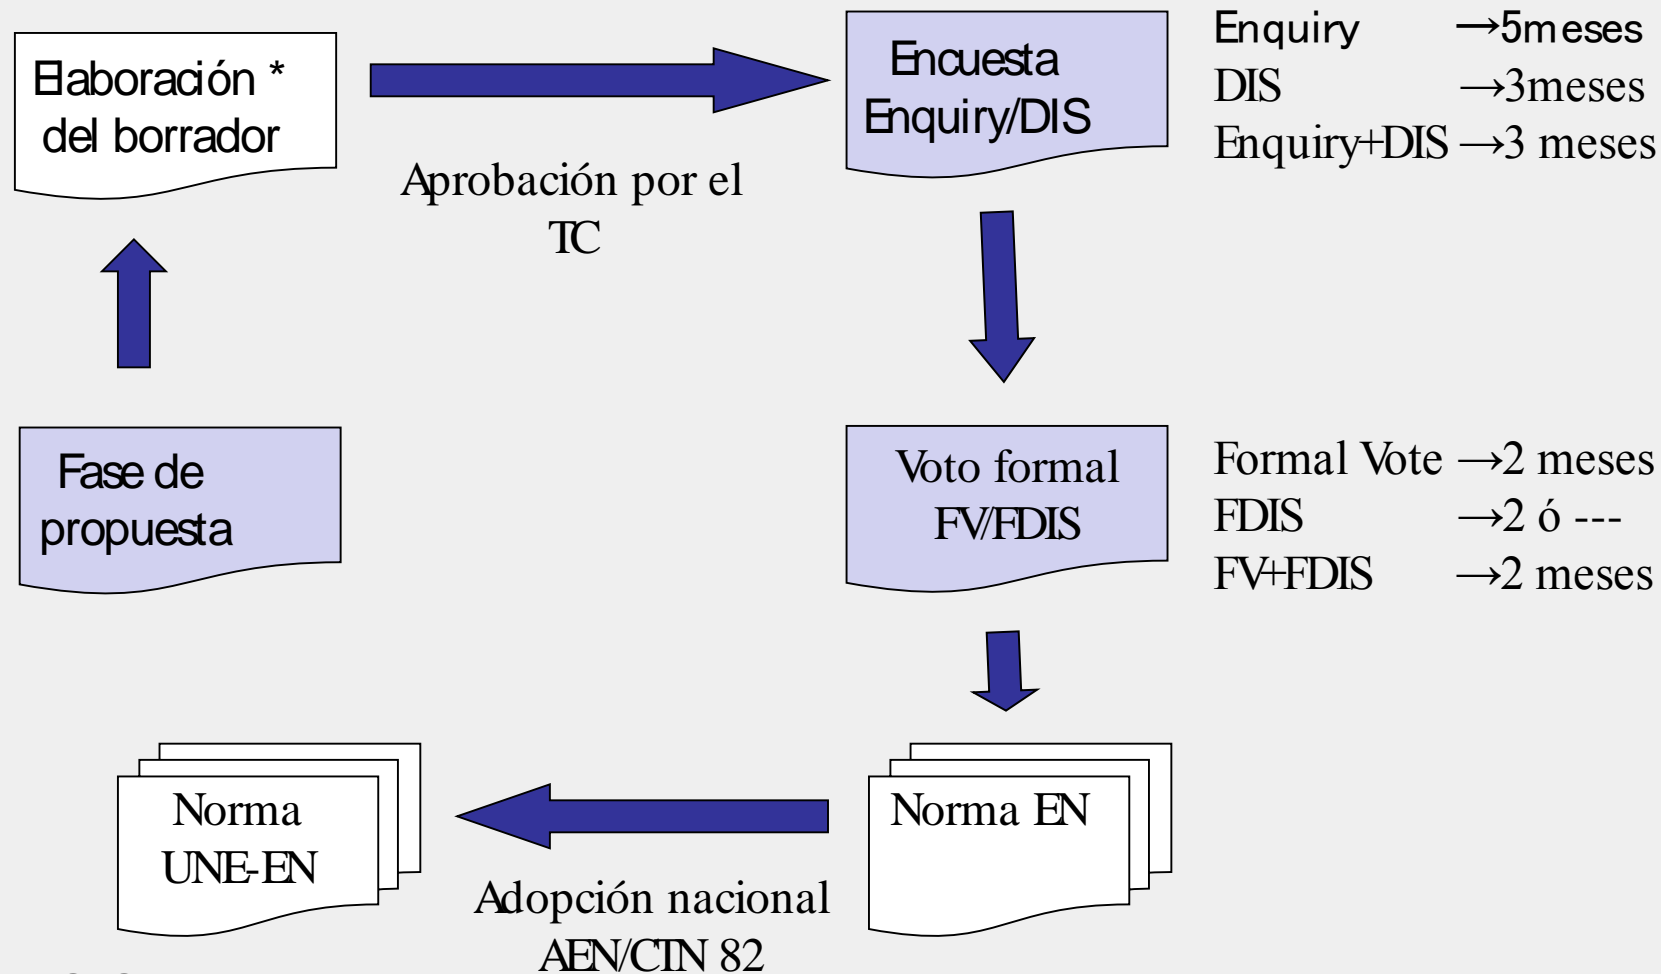 Elaboración *
del borrador
Aprobación por el
TC
Encuesta
Enquiry/DIS
Enquiry →5meses
DIS →3meses
Enquiry+DIS →3 meses
Fase de
propuesta
Voto formal
FV/FDIS
Formal Vote →2 meses
FDIS →2 ó ---
FV+FDIS →2 meses
Norma
UNE-EN
Adopción nacional
AEN/CTN 82
Norma EN